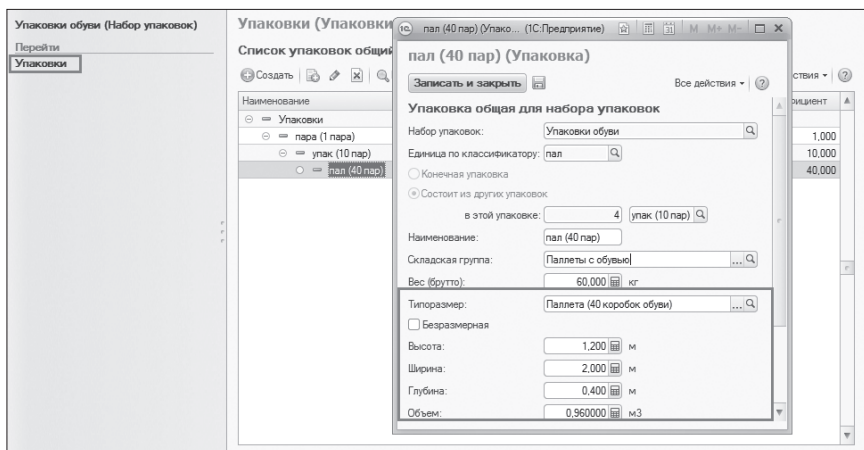 Упаковки обуви (Набор упаковок)
Перейти
Упаковки
Упаковки (Упаковки
Список упаковок общий
Создать
ствия
Наименование
Упаковки
пара (1 пара)
1,000
упак (10 пар)
10,000
пал (40 пар)
40,000
пал (40 пар) (Упако... (1С:Предприятие)
M M+ M-
пал (40 пар) (Упаковка)
Записать и закрыть
Все действия
Упаковка общая для набора упаковок
Набор упаковок: Упаковки обуви
Единица по классификатору: пал
Конечная упаковка
Состоит из других упаковок
в этой упаковке: 4 упак (10 пар)
Наименование: пал (40 пар)
Складская группа: Паллеты с обувью
Вес (брутто): 60,000 кг
Типоразмер: Паллета (40 коробок обуви)
Безразмерная
Высота: 1,200 м
Ширина: 2,000 м
Глубина: 0,400 м
Объем: 0,960000 м3